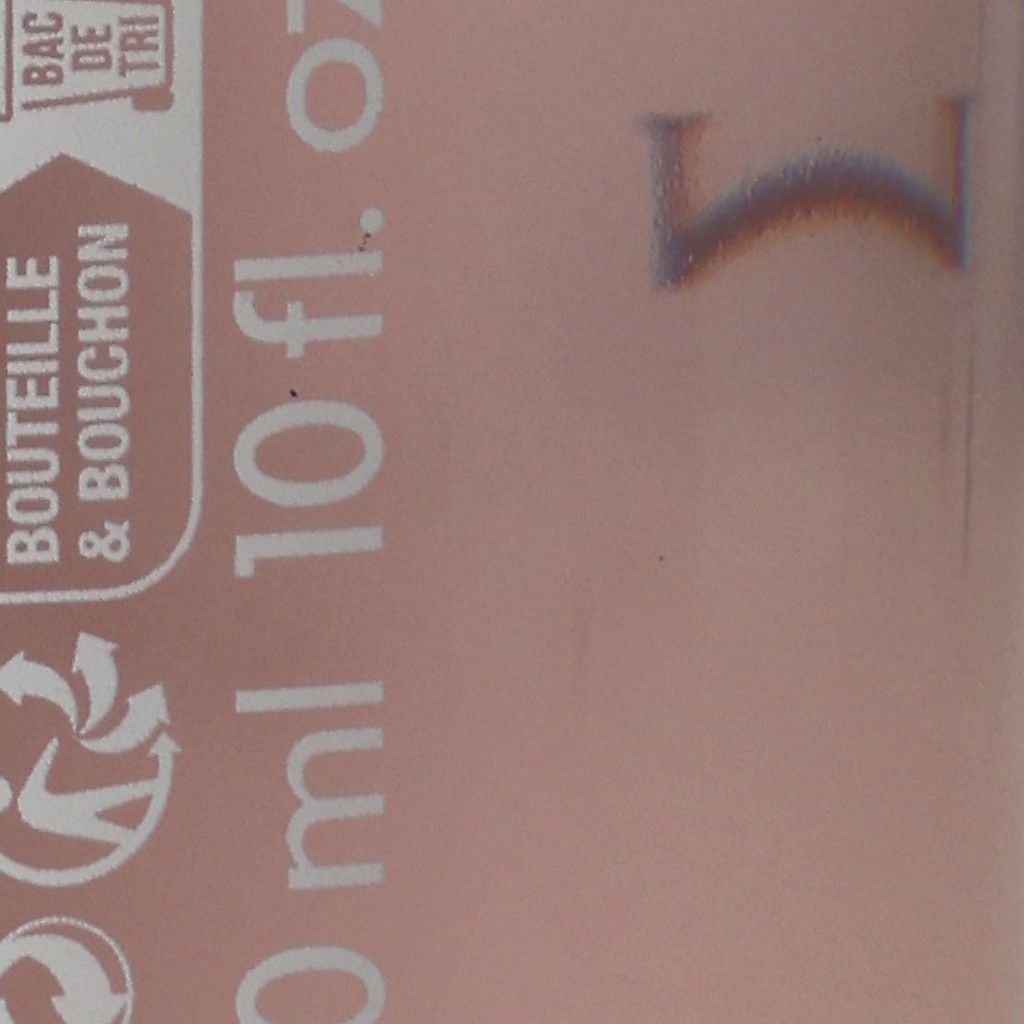 BAC
DE
TRI
BOUTEILLE
& BOUCHON
0 ml 10 fl. oz